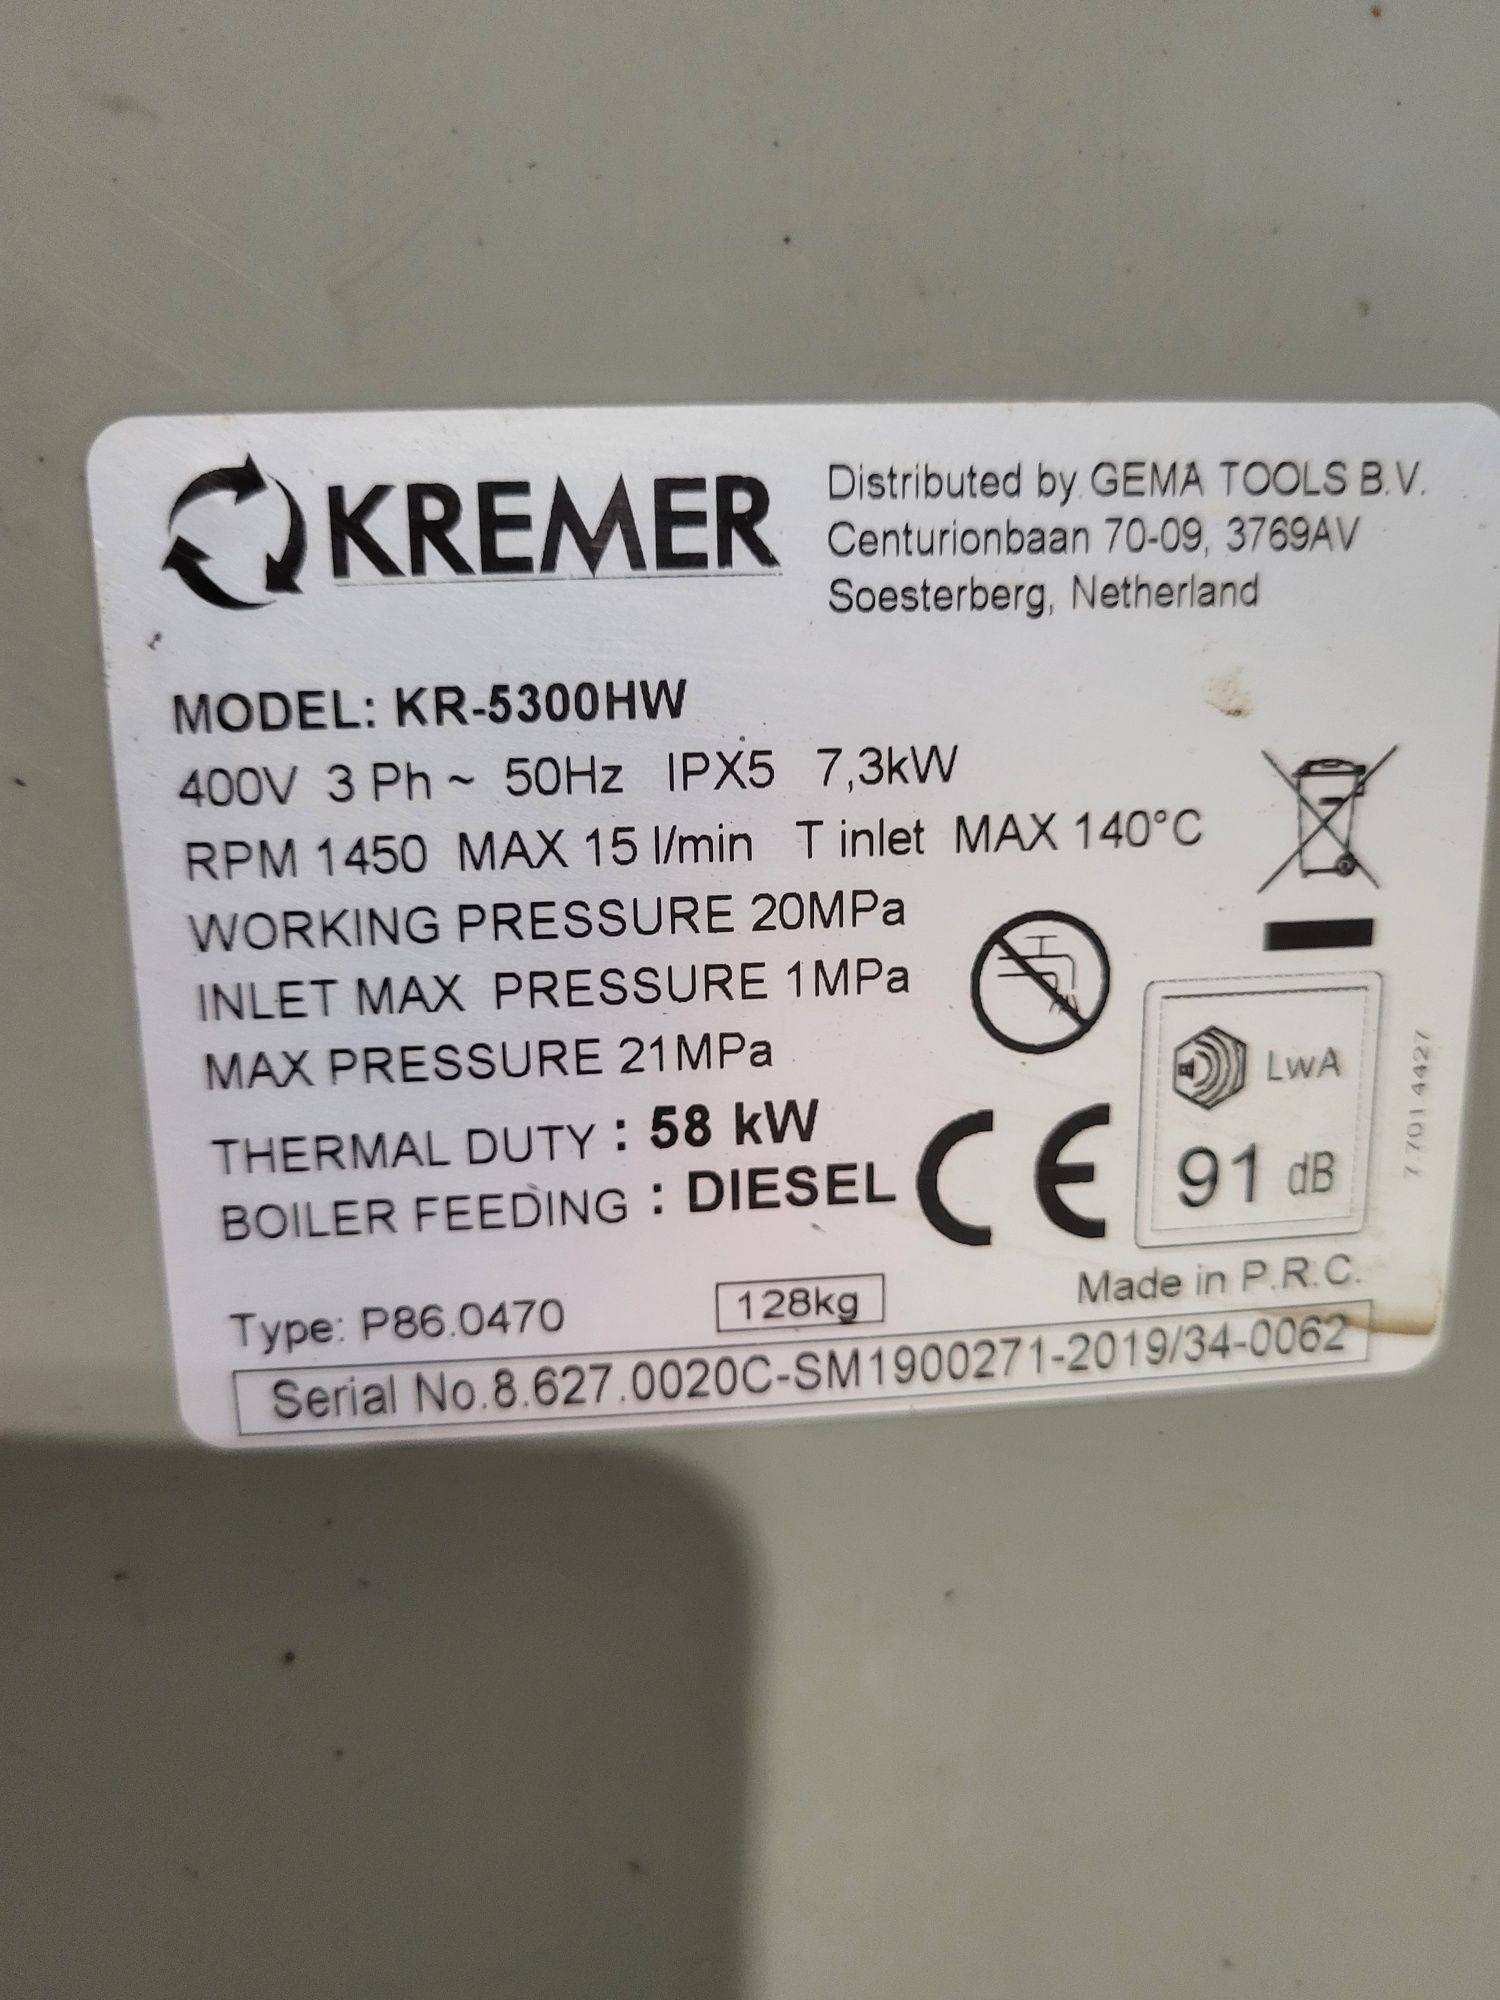 KREMER
Distributed by GEMA TOOLS B.V.
Centurionbaan 70-09, 3769AV
Soesterberg, Netherland
MODEL: KR-5300HW
400V 3 Ph ~ 50Hz IPX5 7,3kW
RPM 1450 MAX 15 l/min T inlet MAX 140°C
WORKING PRESSURE 20MPa
INLET MAX PRESSURE 1MPa
MAX PRESSURE 21MPa
THERMAL DUTY : 58 kW
BOILER FEEDING : DIESEL
CE
LwA
91 dB
7 701 4427
Type: P86.0470
128kg
Made in P.R.C.
Serial No.8.627.0020C-SM1900271-2019/34-0062